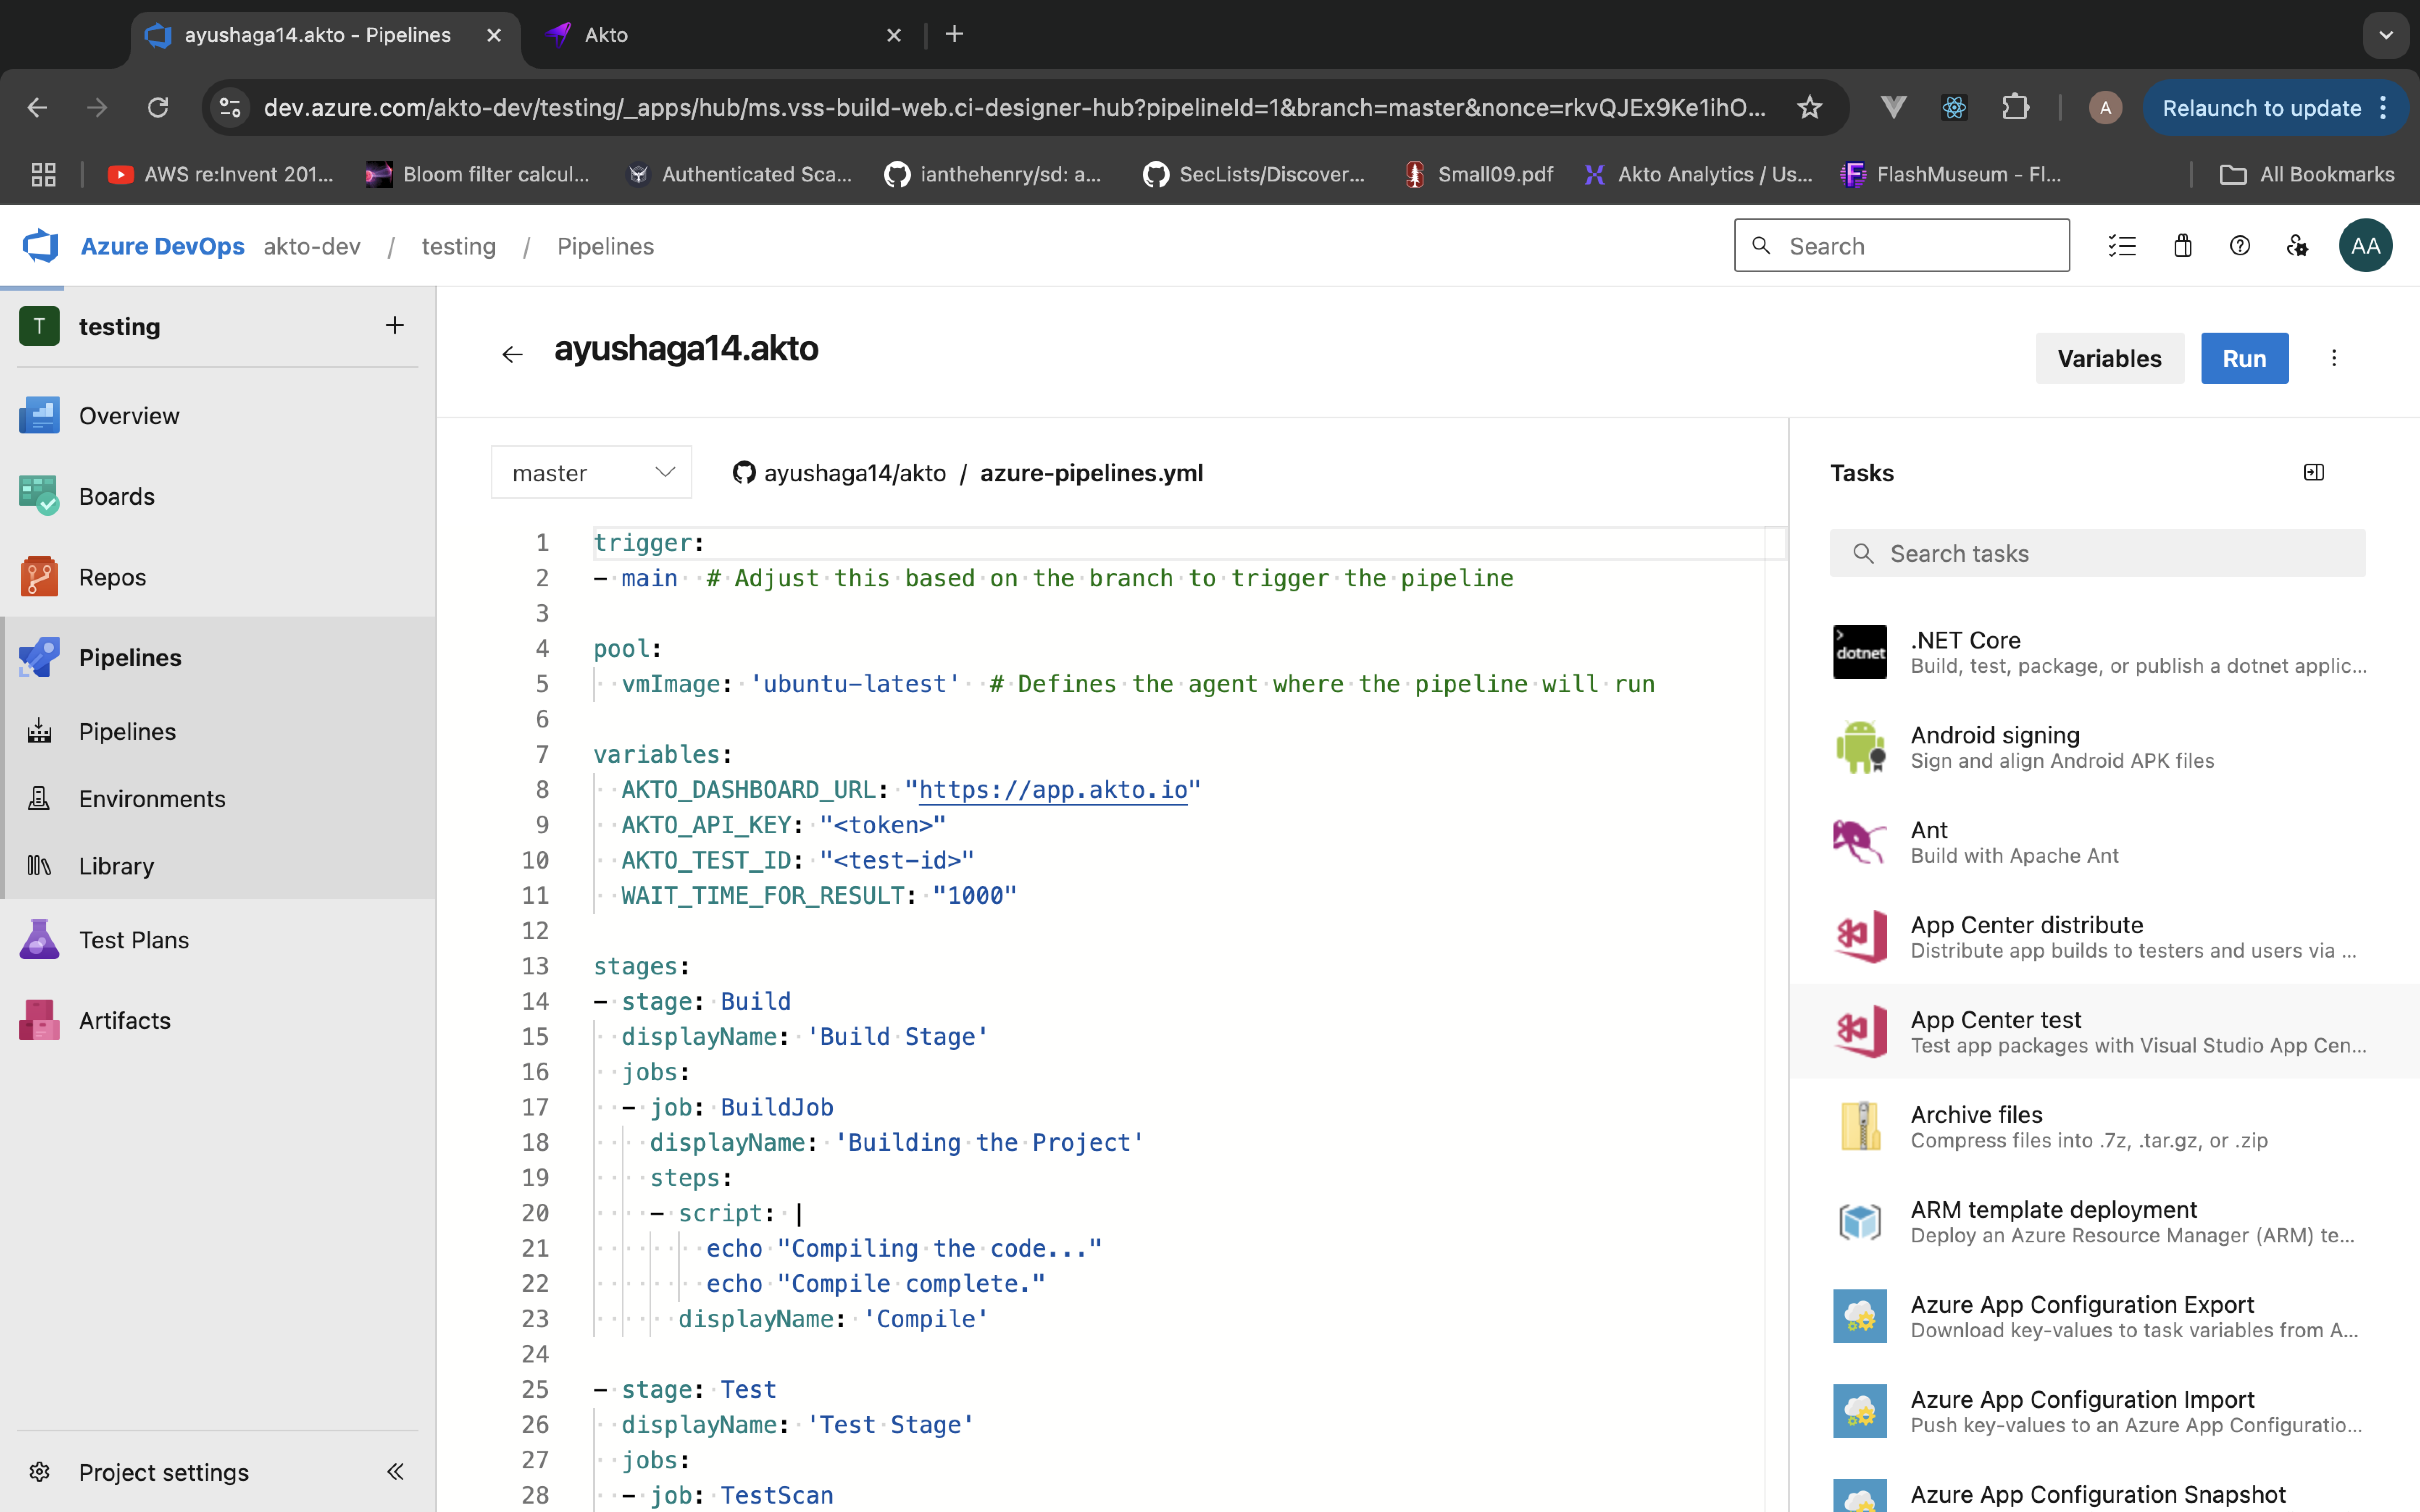 ayushaga14.akto - Pipelines
Akto
dev.azure.com/akto-dev/testing/_apps/hub/ms.vss-build-web.ci-designer-hub?pipelineId=1&branch=master&nonce=rkvQJEx9Ke1ihO...
A
Relaunch to update
AWS re:Invent 201...
Bloom filter calcul...
Authenticated Sca...
ianthehenry/sd: a...
SecLists/Discover...
Small09.pdf
Akto Analytics / Us...
FlashMuseum - Fl...
All Bookmarks
Azure DevOps akto-dev / testing / Pipelines
Search
AA
T testing
Overview
Boards
Repos
Pipelines
Pipelines
Environments
Library
Test Plans
Artifacts
Project settings
ayushaga14.akto
Variables
Run
master
ayushaga14/akto / azure-pipelines.yml
1 trigger:
2 - main  # Adjust this based on the branch to trigger the pipeline
3
4 pool:
5   vmImage: 'ubuntu-latest'  # Defines the agent where the pipeline will run
6
7 variables:
8   AKTO_DASHBOARD_URL: "https://app.akto.io"
9   AKTO_API_KEY: "<token>"
10   AKTO_TEST_ID: "<test-id>"
11   WAIT_TIME_FOR_RESULT: "1000"
12
13 stages:
14 - stage: Build
15   displayName: 'Build Stage'
16   jobs:
17   - job: BuildJob
18     displayName: 'Building the Project'
19     steps:
20     - script: |
21         echo "Compiling the code..."
22         echo "Compile complete."
23       displayName: 'Compile'
24
25 - stage: Test
26   displayName: 'Test Stage'
27   jobs:
28   - job: TestScan
Tasks
Search tasks
dotnet
.NET Core
Build, test, package, or publish a dotnet applic...
Android signing
Sign and align Android APK files
Ant
Build with Apache Ant
App Center distribute
Distribute app builds to testers and users via ...
App Center test
Test app packages with Visual Studio App Cen...
Archive files
Compress files into .7z, .tar.gz, or .zip
ARM template deployment
Deploy an Azure Resource Manager (ARM) te...
Azure App Configuration Export
Download key-values to task variables from A...
Azure App Configuration Import
Push key-values to an Azure App Configuratio...
Azure App Configuration Snapshot